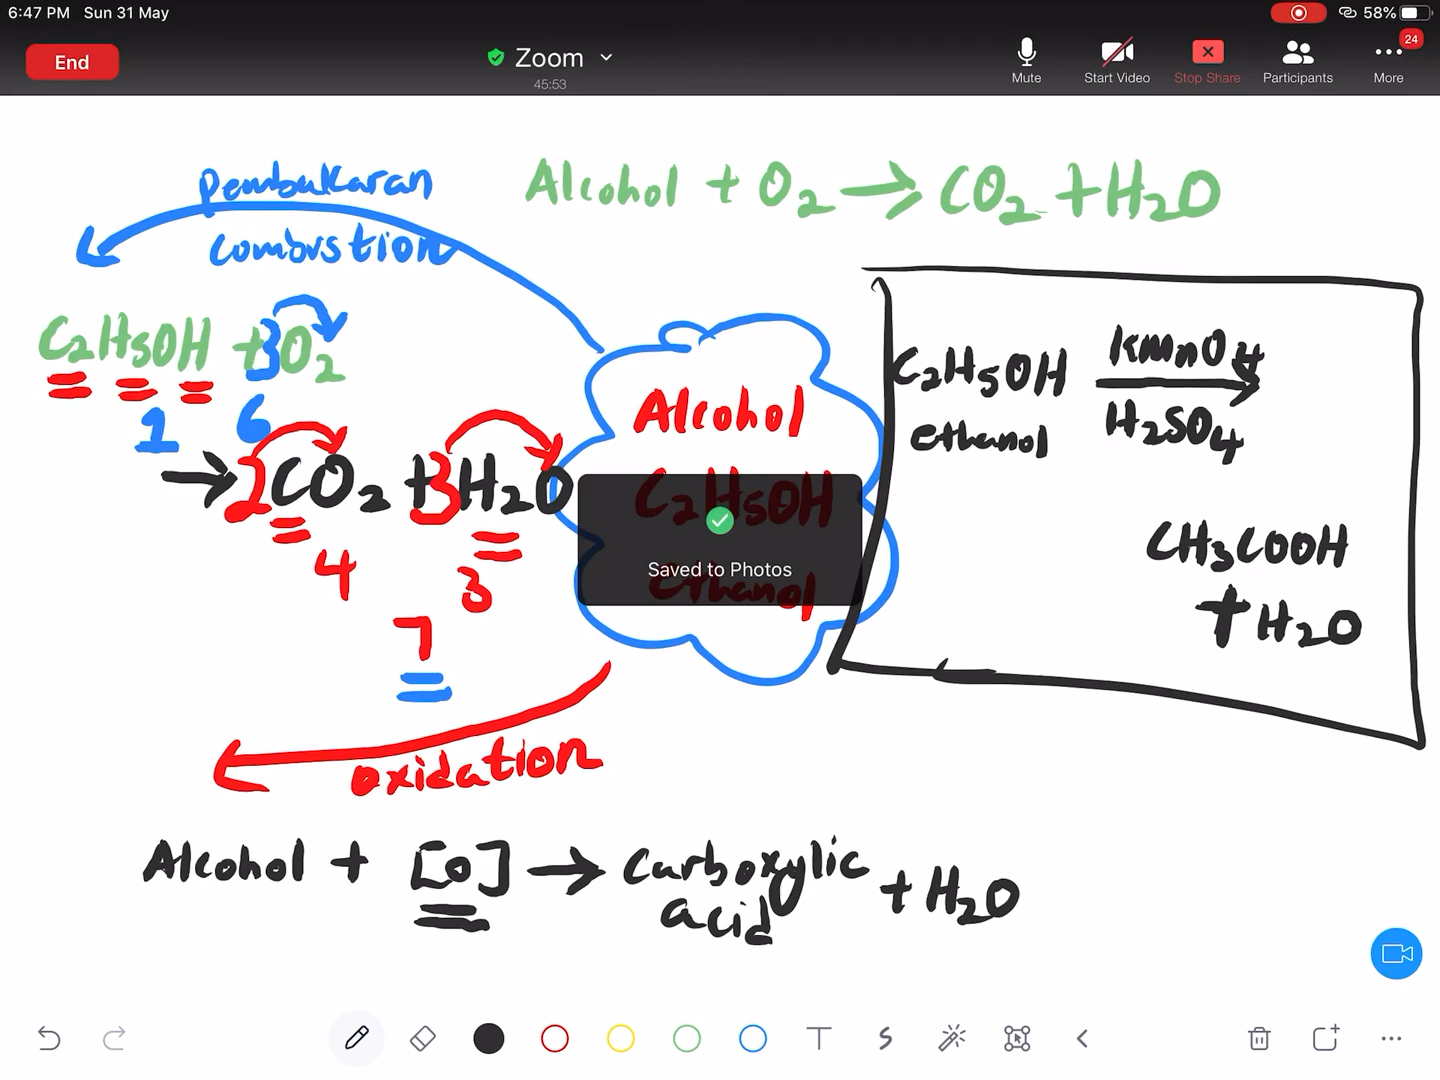 6:47 PM Sun 31 May
58%
End
Zoom
45:53
Mute
Start Video
Stop Share
Participants
24
More
pembakaran
combustion
Alcohol + O2 → CO2 + H2O
C2H5OH + 3O2
1 6
→ 2CO2 + 3H2O
4 3
7
Alcohol
C2H5OH
Ethanol
Saved to Photos
C2H5OH KMnO4
ethanol H2SO4
CH3COOH
+ H2O
oxidation
Alcohol + [O] → Carboxylic
acid + H2O
T